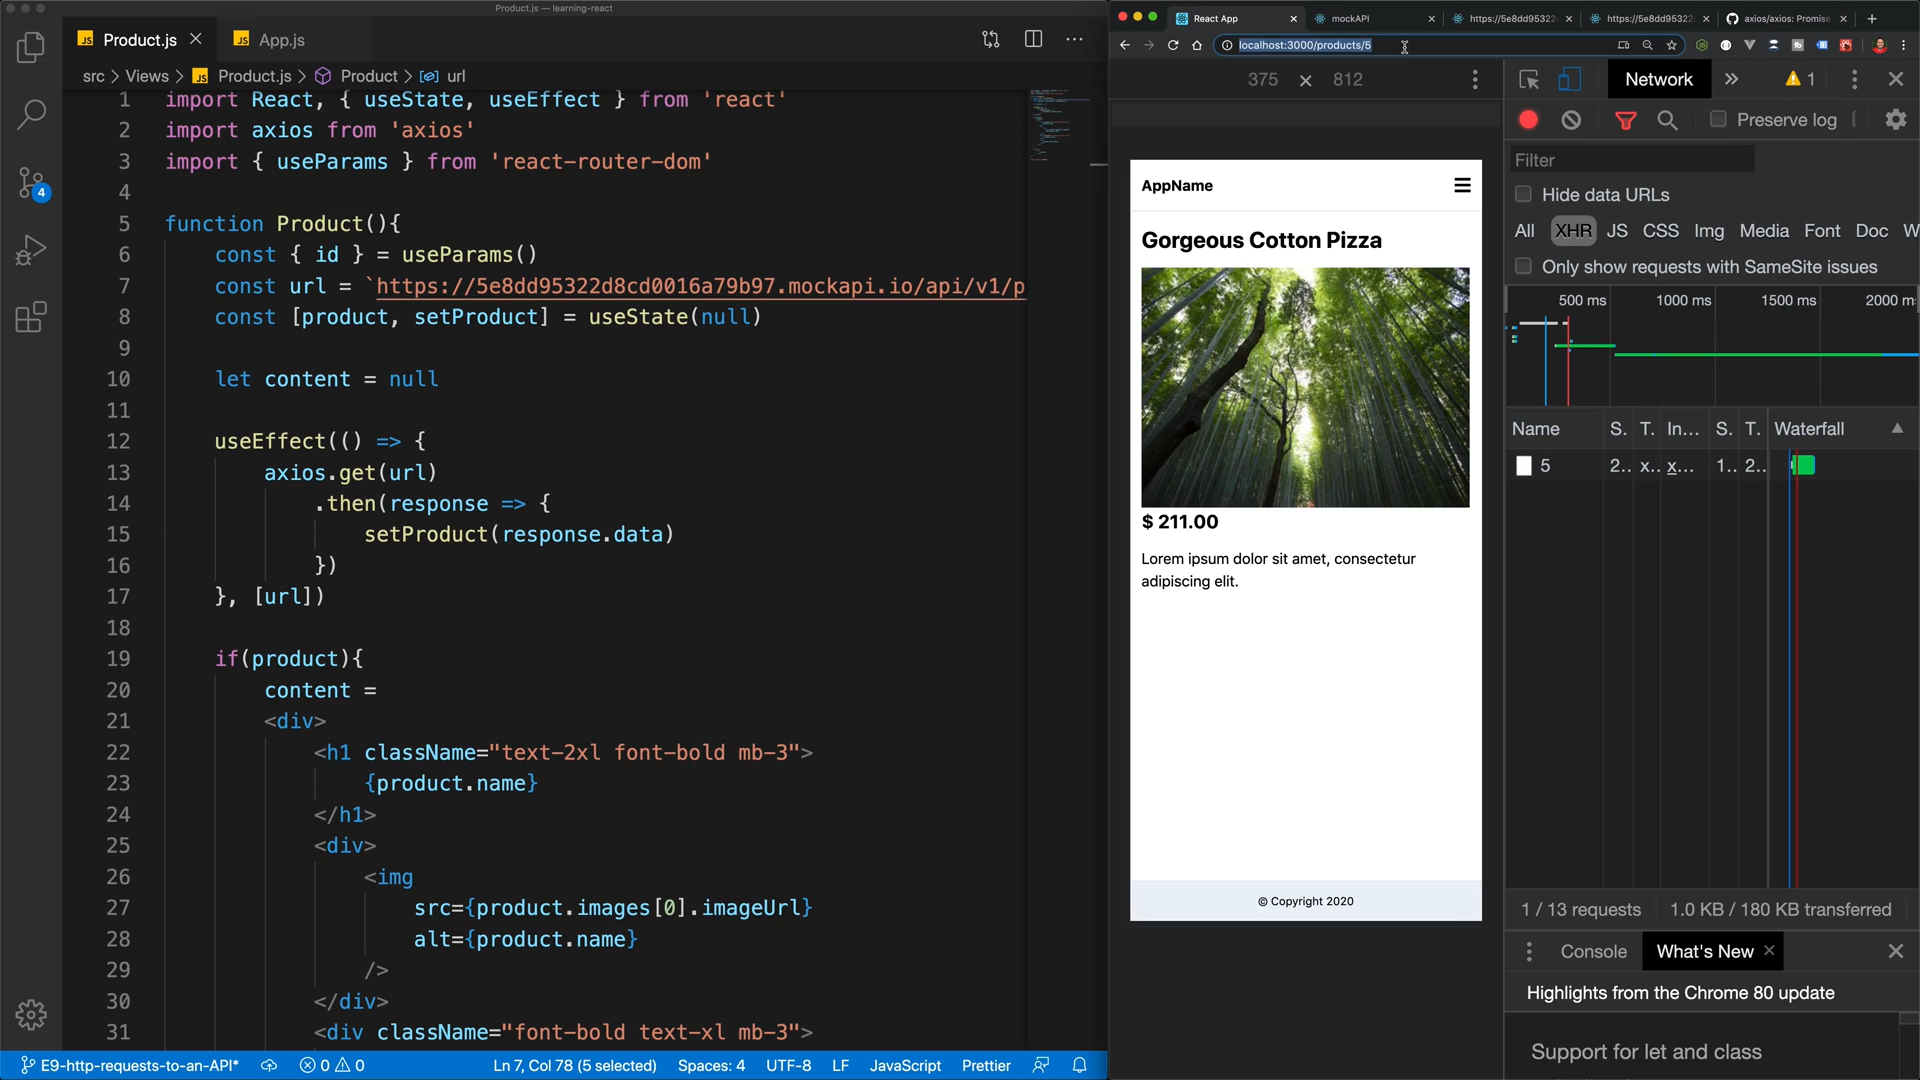 Product.js — learning-react
Product.js
App.js
src > Views > Product.js > Product > url
1 import React, { useState, useEffect } from 'react'
2 import axios from 'axios'
3 import { useParams } from 'react-router-dom'
4
5 function Product(){
6 const { id } = useParams()
7 const url = `https://5e8dd95322d8cd0016a79b97.mockapi.io/api/v1/p
8 const [product, setProduct] = useState(null)
9
10 let content = null
11
12 useEffect(() => {
13 axios.get(url)
14 .then(response => {
15 setProduct(response.data)
16 })
17 }, [url])
18
19 if(product){
20 content =
21 <div>
22 <h1 className="text-2xl font-bold mb-3">
23 {product.name}
24 </h1>
25 <div>
26 <img
27 src={product.images[0].imageUrl}
28 alt={product.name}
29 />
30 </div>
31 <div className="font-bold text-xl mb-3">
4
E9-http-requests-to-an-API*
0 0
Ln 7, Col 78 (5 selected)
Spaces: 4
UTF-8
LF
JavaScript
Prettier
React App
mockAPI
https://5e8dd95322
https://5e8dd95322
axios/axios: Promise
localhost:3000/products/5
375 × 812
AppName
Gorgeous Cotton Pizza
$ 211.00
Lorem ipsum dolor sit amet, consectetur
adipiscing elit.
© Copyright 2020
Network
1
Preserve log
Filter
Hide data URLs
All XHR JS CSS Img Media Font Doc W
Only show requests with SameSite issues
500 ms 1000 ms 1500 ms 2000 m
Name S. T. In... S. T. Waterfall
5 2.. x.. x... 1.. 2..
1 / 13 requests
1.0 KB / 180 KB transferred
Console
What's New
Highlights from the Chrome 80 update
Support for let and class